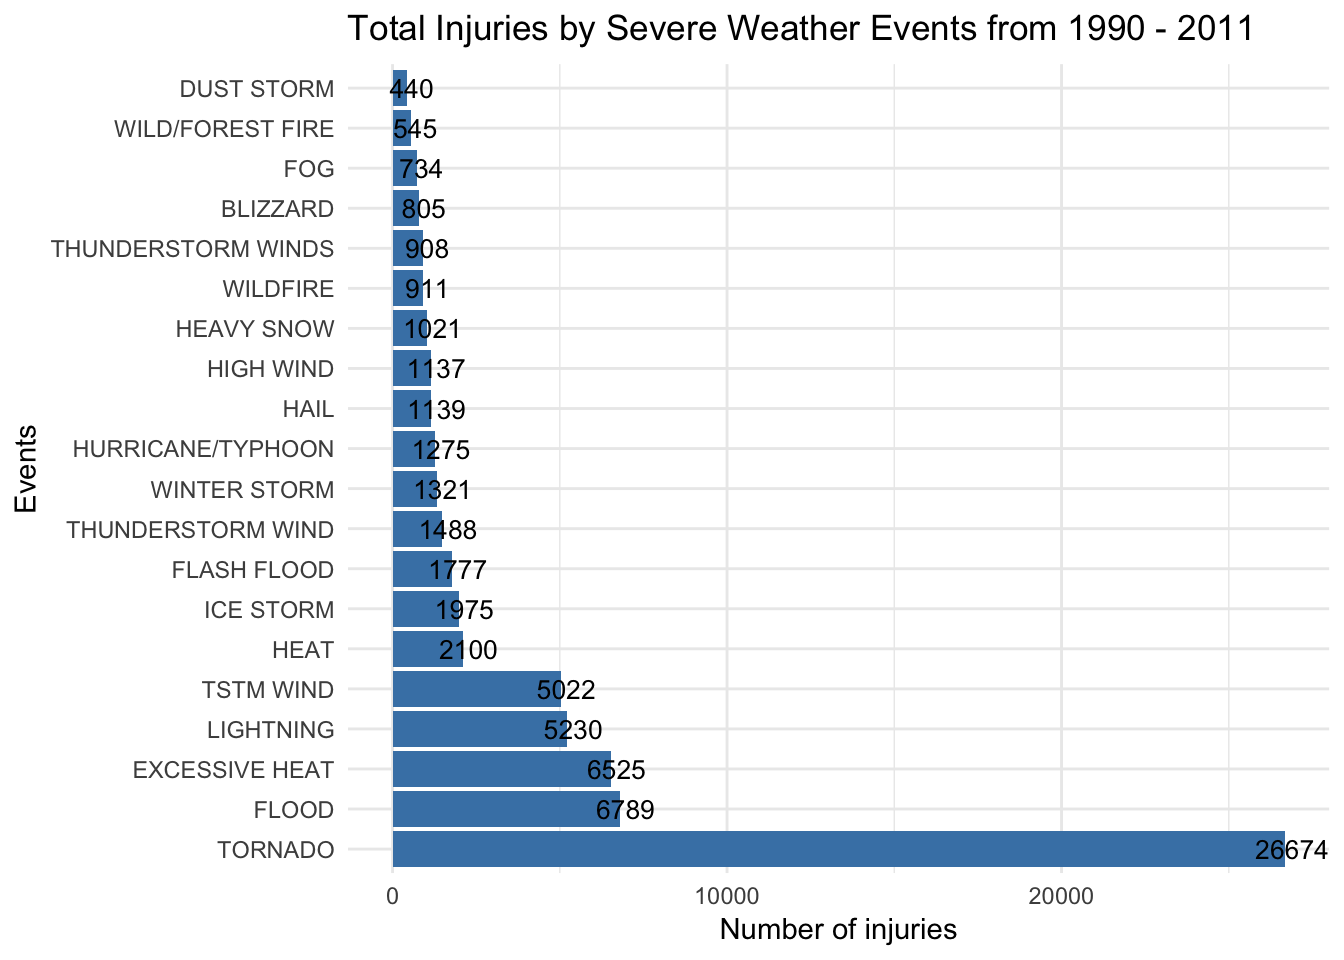 Total Injuries by Severe Weather Events from 1990 - 2011
Events
DUST STORM 440
WILD/FOREST FIRE 545
FOG 734
BLIZZARD 805
THUNDERSTORM WINDS 908
WILDFIRE 911
HEAVY SNOW 1021
HIGH WIND 1137
HAIL 1139
HURRICANE/TYPHOON 1275
WINTER STORM 1321
THUNDERSTORM WIND 1488
FLASH FLOOD 1777
ICE STORM 1975
HEAT 2100
TSTM WIND 5022
LIGHTNING 5230
EXCESSIVE HEAT 6525
FLOOD 6789
TORNADO 26674
0 10000 20000
Number of injuries